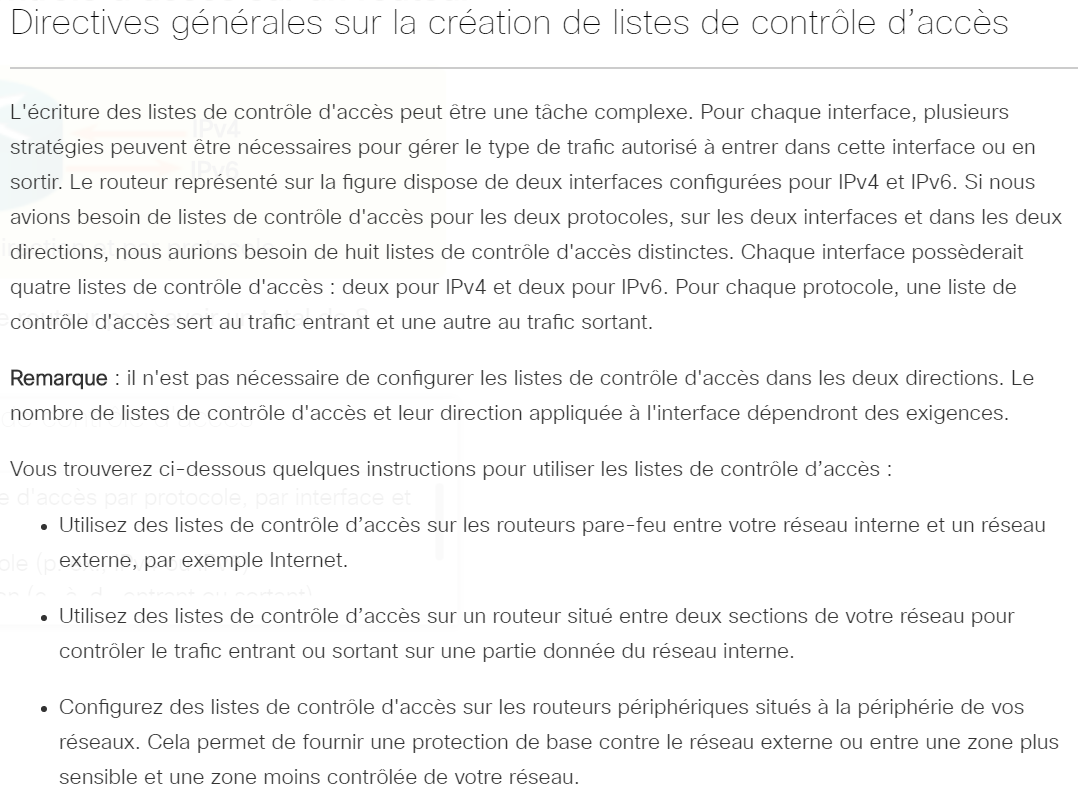 Directives générales sur la création de listes de contrôle d’accès
L'écriture des listes de contrôle d'accès peut être une tâche complexe. Pour chaque interface, plusieurs
stratégies peuvent être nécessaires pour gérer le type de trafic autorisé à entrer dans cette interface ou en
sortir. Le routeur représenté sur la figure dispose de deux interfaces configurées pour IPv4 et IPv6. Si nous
avions besoin de listes de contrôle d'accès pour les deux protocoles, sur les deux interfaces et dans les deux
directions, nous aurions besoin de huit listes de contrôle d'accès distinctes. Chaque interface possèderait
quatre listes de contrôle d'accès : deux pour IPv4 et deux pour IPv6. Pour chaque protocole, une liste de
contrôle d'accès sert au trafic entrant et une autre au trafic sortant.
Remarque : il n'est pas nécessaire de configurer les listes de contrôle d'accès dans les deux directions. Le
nombre de listes de contrôle d'accès et leur direction appliquée à l'interface dépendront des exigences.
Vous trouverez ci-dessous quelques instructions pour utiliser les listes de contrôle d’accès :
• Utilisez des listes de contrôle d’accès sur les routeurs pare-feu entre votre réseau interne et un réseau
externe, par exemple Internet.
• Utilisez des listes de contrôle d’accès sur un routeur situé entre deux sections de votre réseau pour
contrôler le trafic entrant ou sortant sur une partie donnée du réseau interne.
• Configurez des listes de contrôle d'accès sur les routeurs périphériques situés à la périphérie de vos
réseaux. Cela permet de fournir une protection de base contre le réseau externe ou entre une zone plus
sensible et une zone moins contrôlée de votre réseau.
IPv4
IPv6
e d'accès par protocole, par interface et